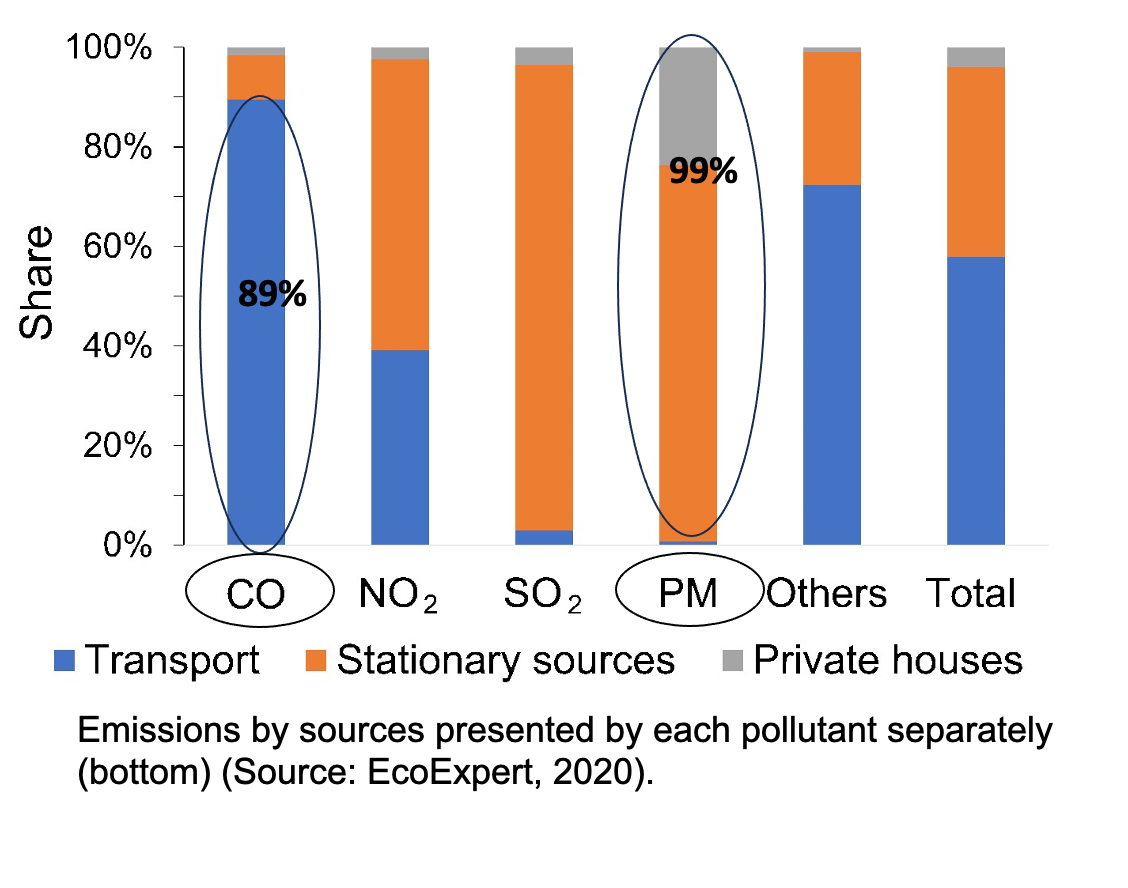 100%
80%
60%
40%
20%
0%
Share
89%
99%
CO NO₂ SO₂ PM Others Total
Transport Stationary sources Private houses
Emissions by sources presented by each pollutant separately
(bottom) (Source: EcoExpert, 2020).